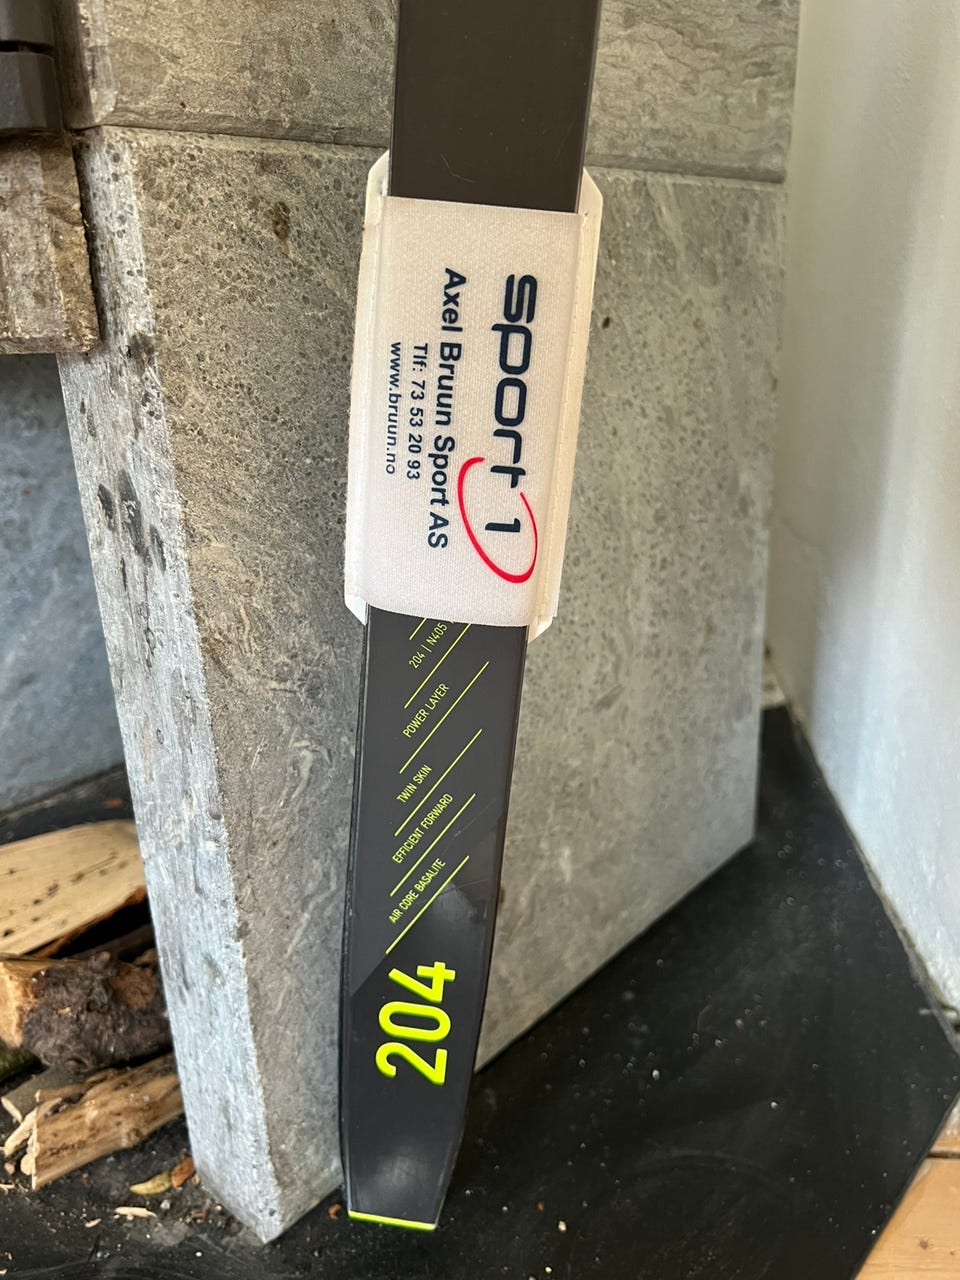 sport 1
Axel Bruun Sport AS
Tlf: 73 53 20 93
www.bruun.no
204 | N405
POWER LAYER
TWIN SKIN
EFFICIENT FORWARD
AIR CORE BASALITE
204